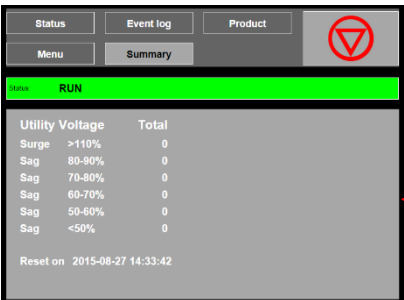 Status Event log Product
Menu Summary
Status: RUN
Utility Voltage Total
Surge >110% 0
Sag 80-90% 0
Sag 70-80% 0
Sag 60-70% 0
Sag 50-60% 0
Sag <50% 0
Reset on 2015-08-27 14:33:42